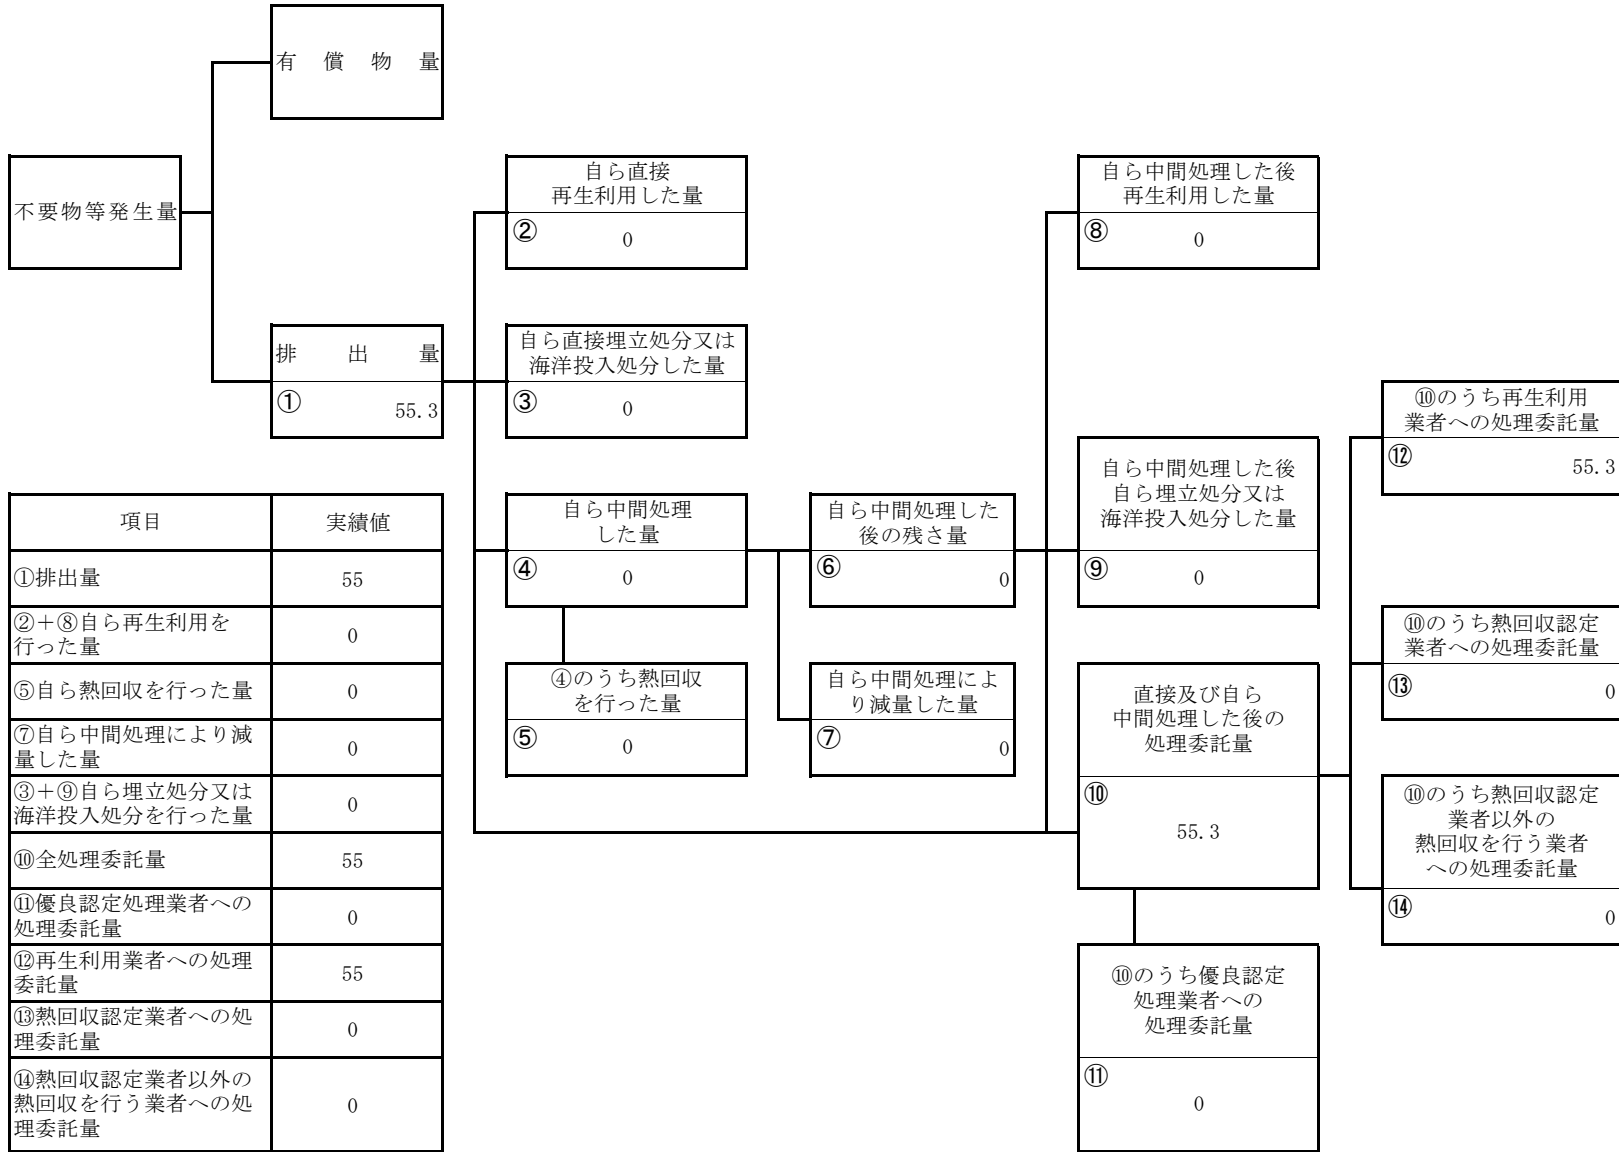 有償物量
不要物等発生量
排出量
①
55.3
自ら直接
再生利用した量
②
0
自ら直接埋立処分又は
海洋投入処分した量
③
0
自ら中間処理
した量
④
0
④のうち熱回収
を行った量
⑤
0
自ら中間処理した
後の残さ量
⑥
0
自ら中間処理によ
り減量した量
⑦
0
自ら中間処理した後
再生利用した量
⑧
0
自ら中間処理した後
自ら埋立処分又は
海洋投入処分した量
⑨
0
直接及び自ら
中間処理した後の
処理委託量
⑩
55.3
⑩のうち優良認定
処理業者への
処理委託量
⑪
0
⑩のうち再生利用
業者への処理委託量
⑫
55.3
⑩のうち熱回収認定
業者への処理委託量
⑬
0
⑩のうち熱回収認定
業者以外の
熱回収を行う業者
への処理委託量
⑭
0
項目 実績値
①排出量 55
②+⑧自ら再生利用を
行った量 0
⑤自ら熱回収を行った量 0
⑦自ら中間処理により減
量した量 0
③+⑨自ら埋立処分又は
海洋投入処分を行った量 0
⑩全処理委託量 55
⑪優良認定処理業者への
処理委託量 0
⑫再生利用業者への処理
委託量 55
⑬熱回収認定業者への処
理委託量 0
⑭熱回収認定業者以外の
熱回収を行う業者への処
理委託量 0